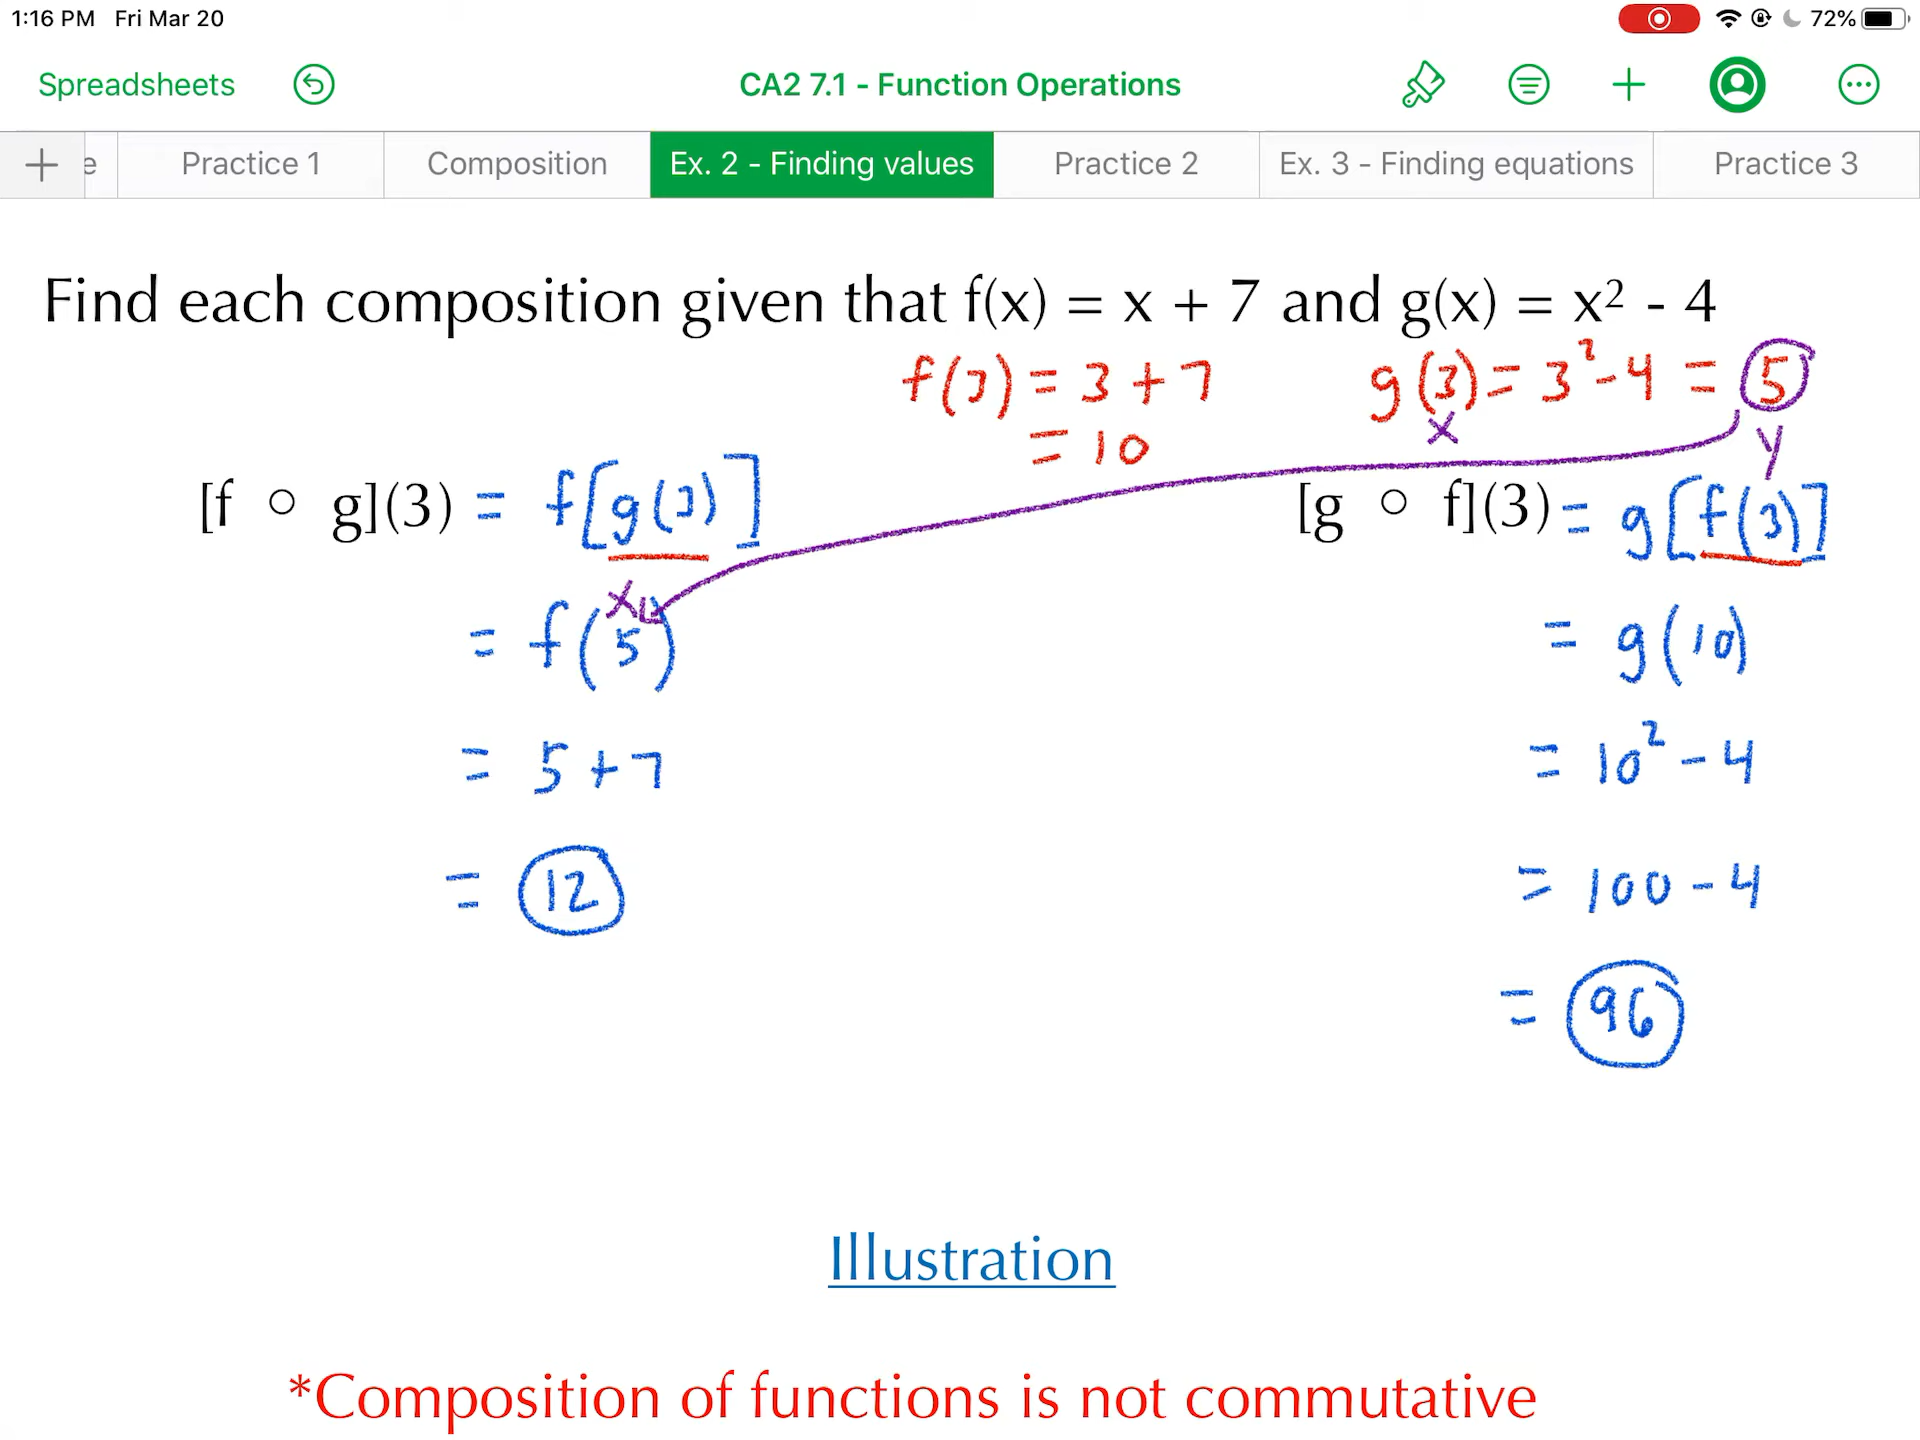 1:16 PM Fri Mar 20 72%
Spreadsheets CA2 7.1 - Function Operations
e Practice 1 Composition Ex. 2 - Finding values Practice 2 Ex. 3 - Finding equations Practice 3
Find each composition given that f(x) = x + 7 and g(x) = x² - 4
f(3) = 3 + 7 g(3) = 3² - 4 = 5
= 10 x y
[f ○ g](3) = f[g(3)] [g ○ f](3) = g[f(3)]
x
= f(5) = g(10)
= 5 + 7 = 10² - 4
= 12 = 100 - 4
= 96
Illustration
*Composition of functions is not commutative